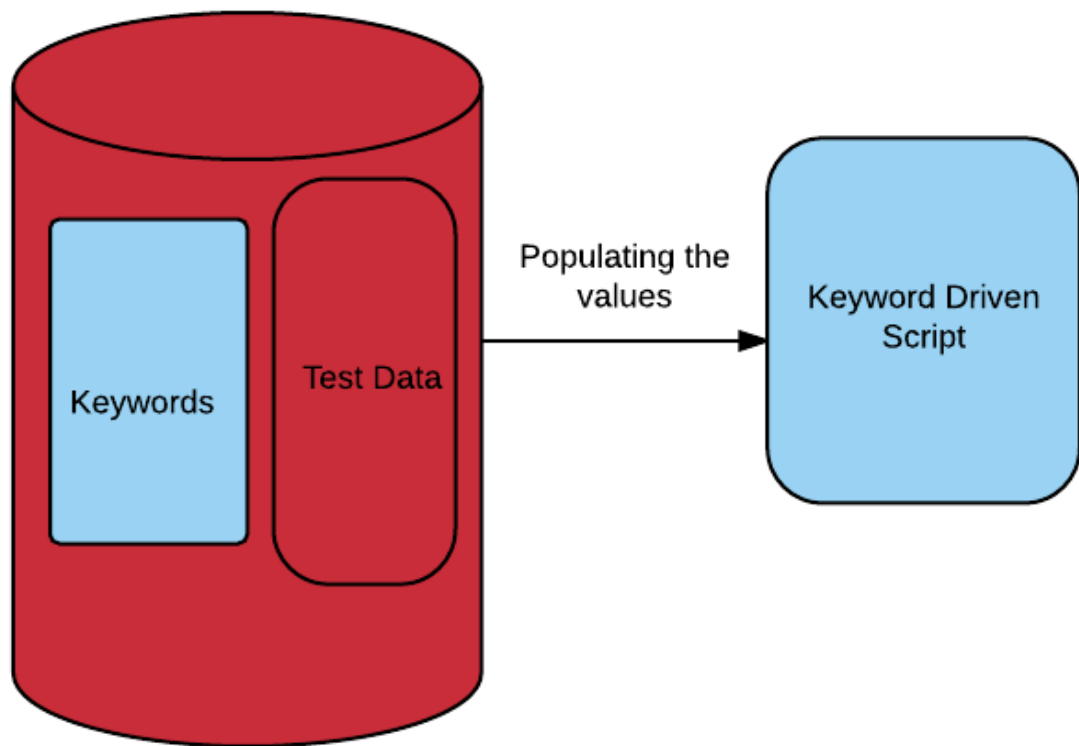 Keywords
Test Data
Populating the
values
Keyword Driven
Script